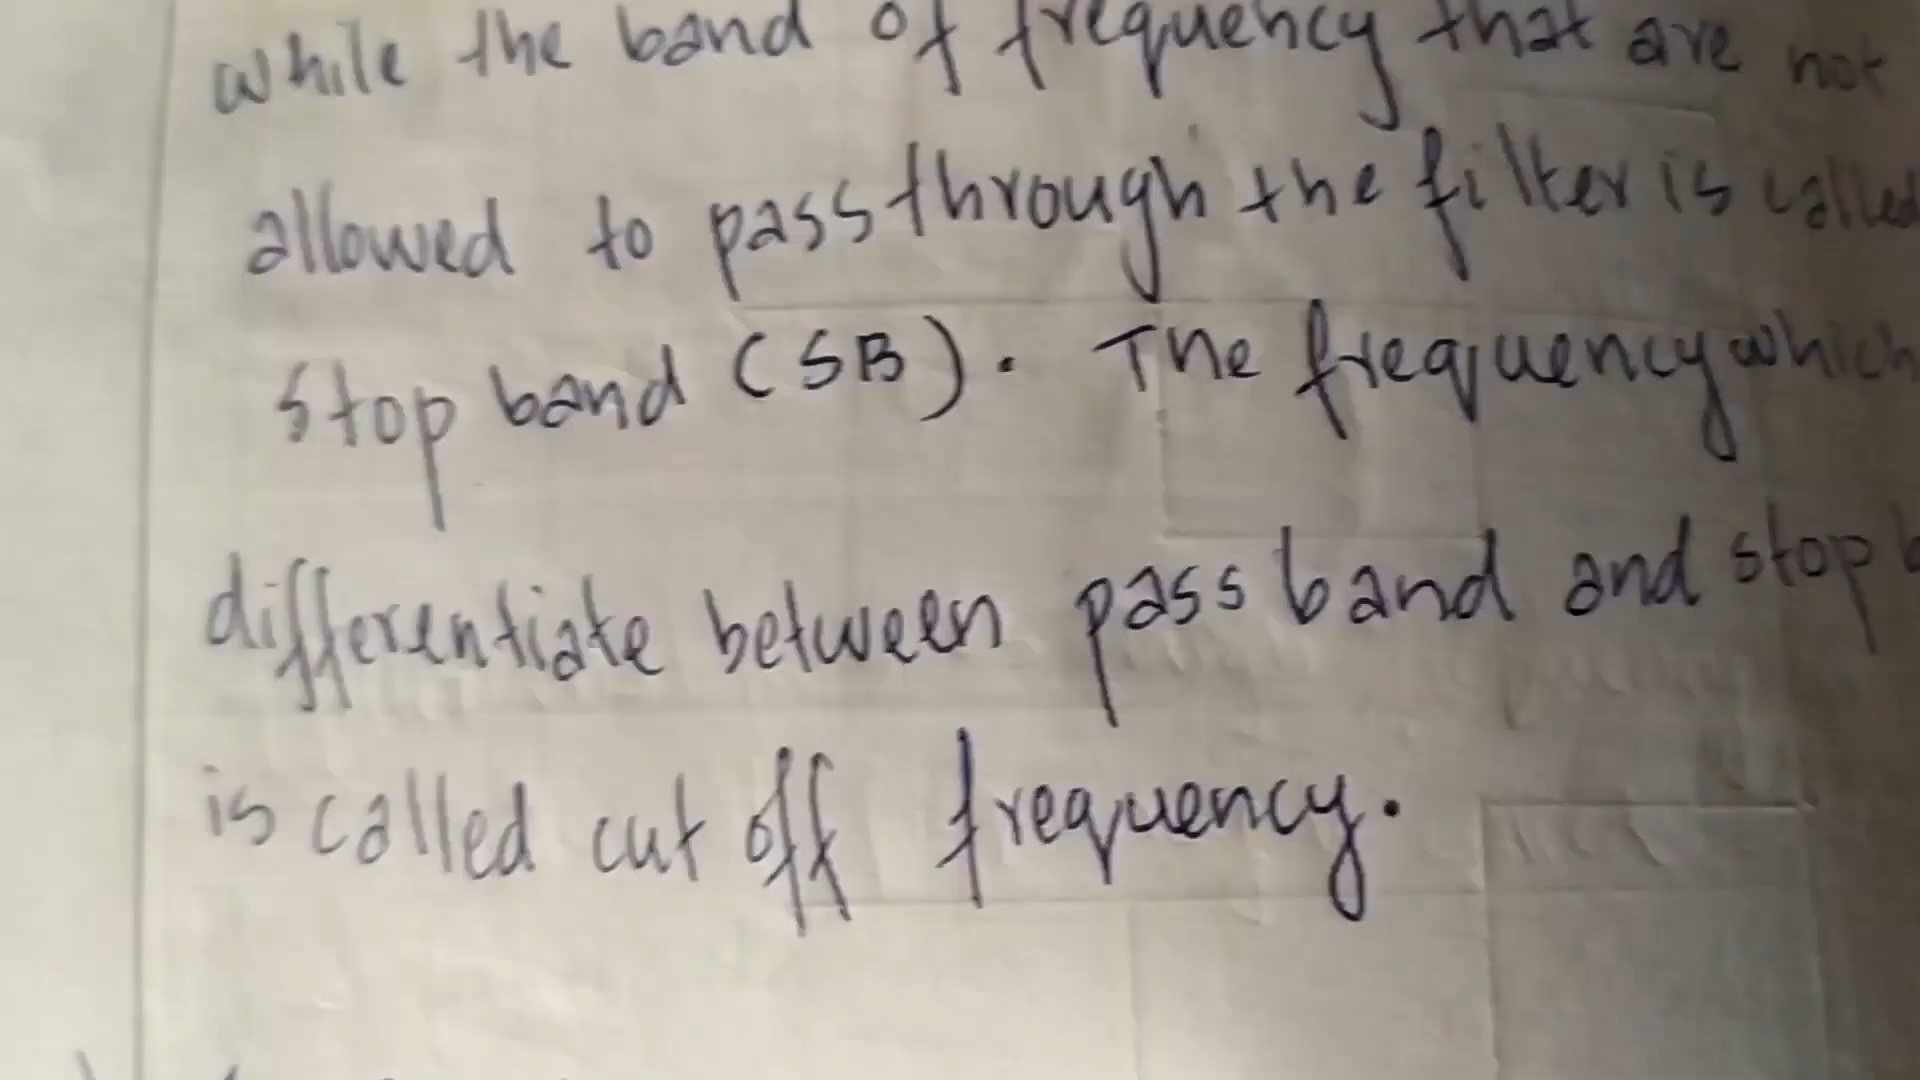 while the band of frequency that are not
allowed to pass through the filter is called
stop band (SB). The frequency which
differentiate between pass band and stop
is called cut off frequency.